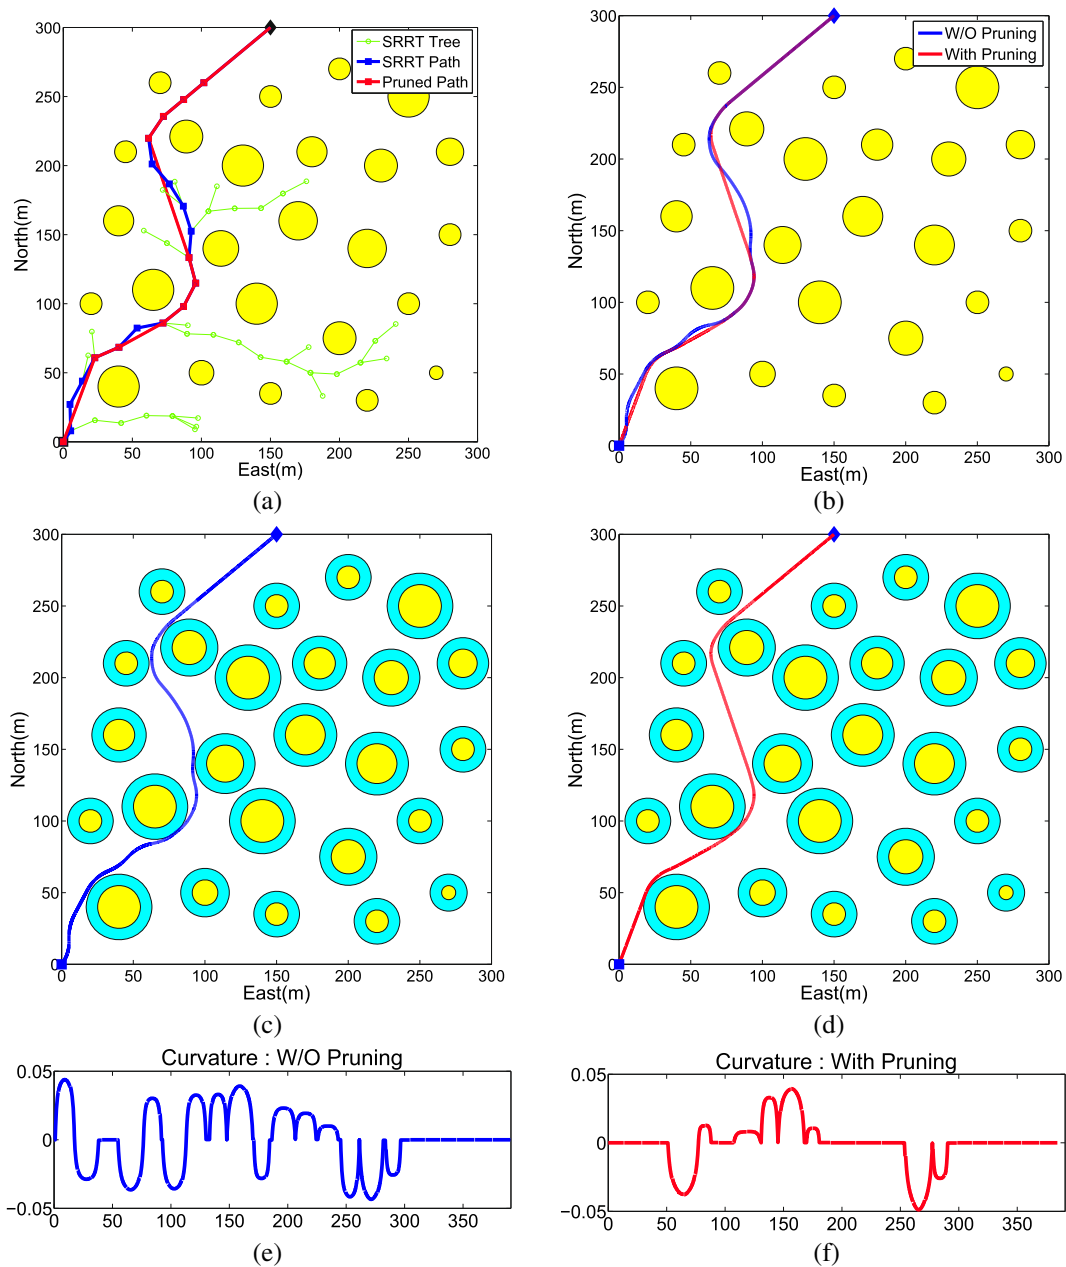 300
250
200
150
100
50
0
North(m)
SRRT Tree
SRRT Path
Pruned Path
0 50 100 150 200 250 300
East(m)
(a)
300
250
200
150
100
50
0
North(m)
W/O Pruning
With Pruning
0 50 100 150 200 250 300
East(m)
(b)
300
250
200
150
100
50
0
North(m)
0 50 100 150 200 250 300
East(m)
(c)
300
250
200
150
100
50
0
North(m)
0 50 100 150 200 250 300
East(m)
(d)
Curvature : W/O Pruning
0.05
0
−0.05
0 50 100 150 200 250 300 350
(e)
Curvature : With Pruning
0.05
0
−0.05
0 50 100 150 200 250 300 350
(f)